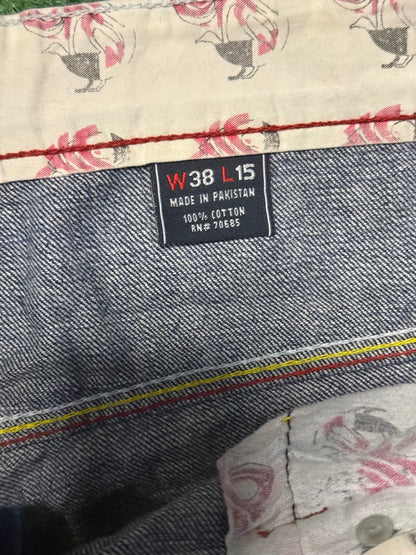 W38 L15
MADE IN PAKISTAN
100% COTTON
RN# 70685